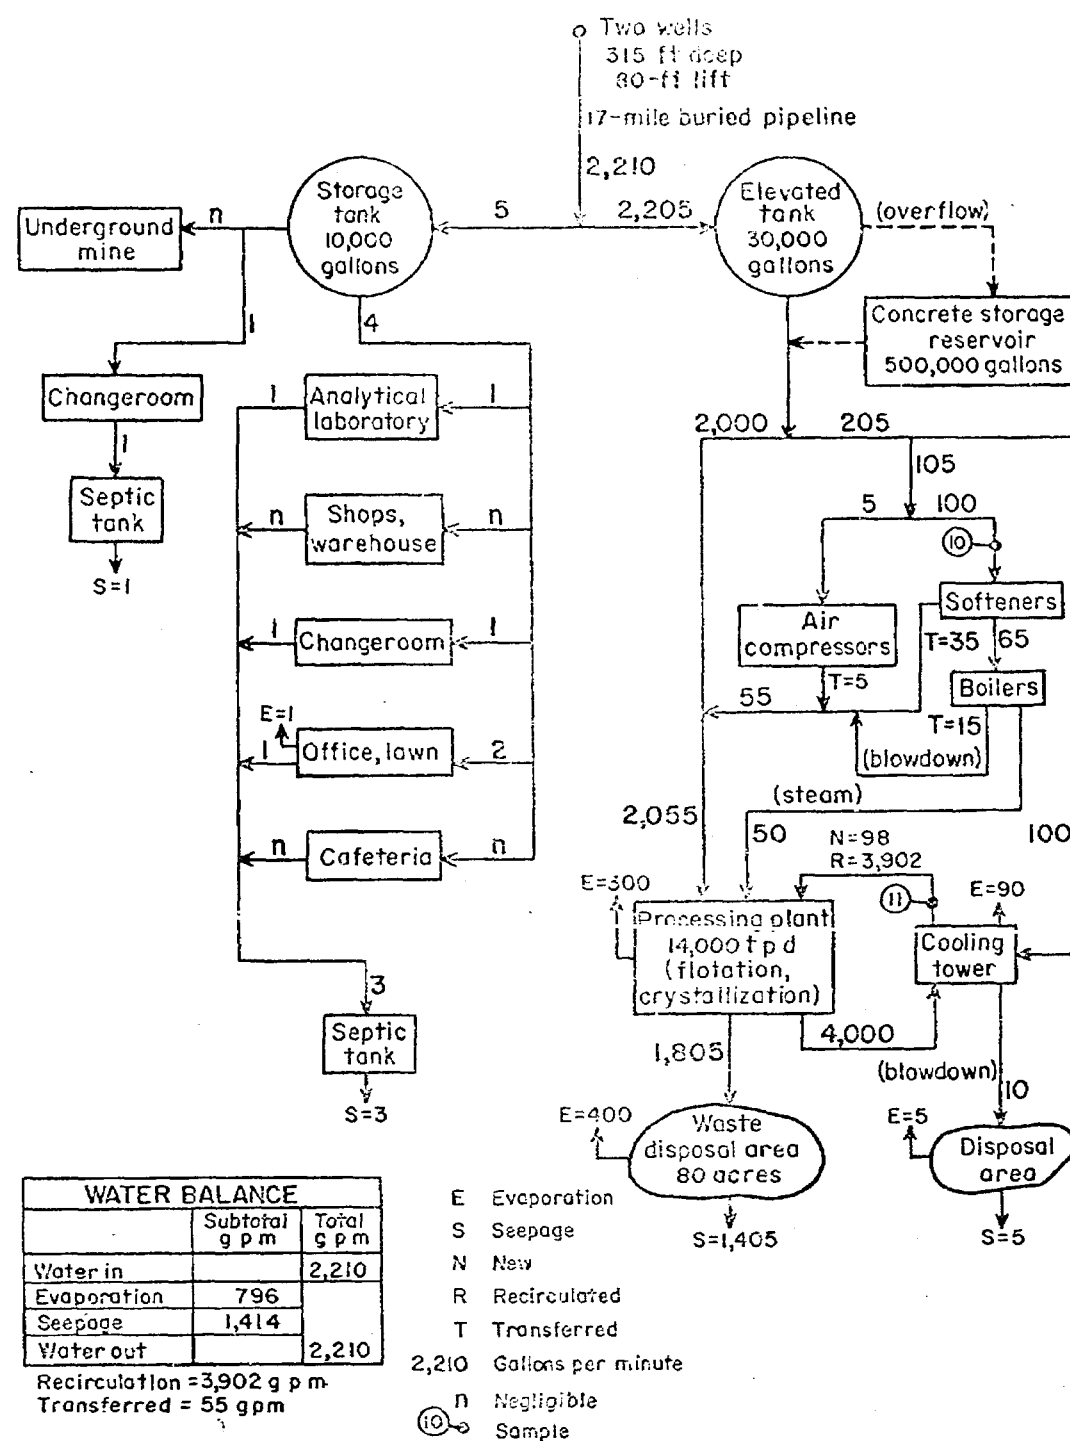 Two wells
315 ft deep
80-ft lift
17-mile buried pipeline
2,210
Storage
tank
10,000
gallons
5
2,205
Elevated
tank
30,000
gallons
(overflow)
n
Underground
mine
Concrete storage
reservoir
500,000 gallons
1
4
Changeroom
1
Septic
tank
S=1
1
Analytical
laboratory
1
n
Shops,
warehouse
n
1
Changeroom
1
E=1
1
Office, lawn
2
n
Cafeteria
n
3
Septic
tank
S=3
2,000
205
105
5
100
10
Softeners
Air
compressors
T=35
65
T=5
Boilers
55
T=15
(blowdown)
(steam)
2,055
50
N=98
R=3,902
100
E=300
11
E=90
Processing plant
14,000 t p d
(flotation,
crystallization)
Cooling
tower
4,000
1,805
(blowdown)
10
E=400
Waste
disposal area
80 acres
S=1,405
E=5
Disposal
area
S=5
WATER BALANCE
Subtotal Total
g p m g p m
Water in 2,210
Evaporation 796
Seepage 1,414
Water out 2,210
Recirculation =3,902 g p m
Transferred = 55 gpm
E Evaporation
S Seepage
N New
R Recirculated
T Transferred
2,210 Gallons per minute
n Negligible
10 Sample